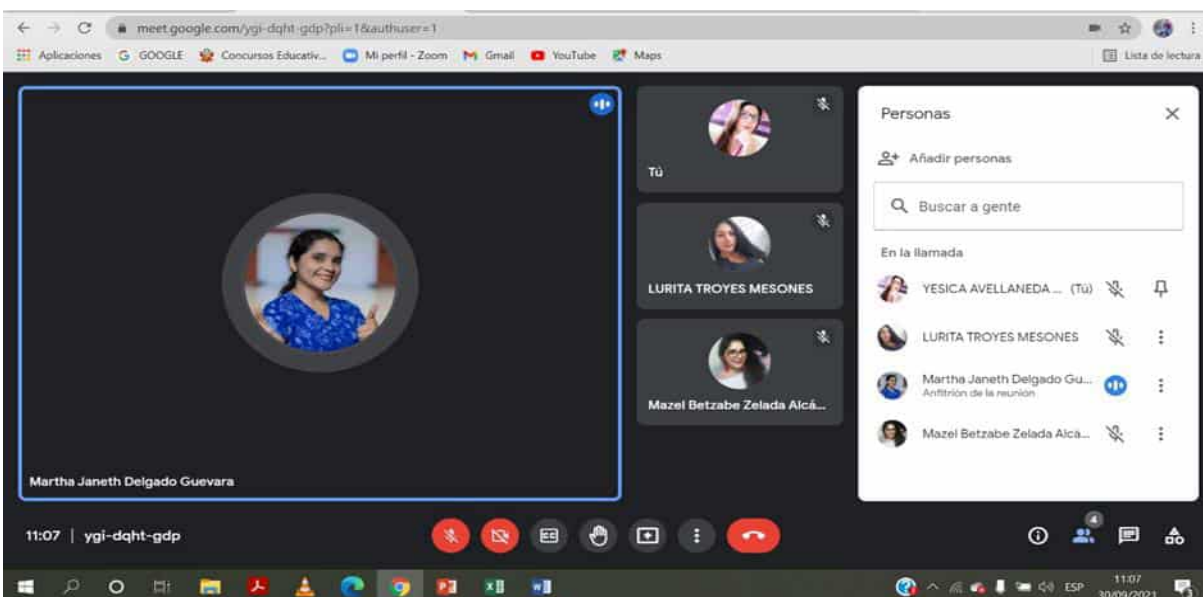 meet.google.com/ygi-dqht-gdp?pli=1&authuser=1
Aplicaciones GOOGLE Concursos Educativ... Mi perfil - Zoom Gmail YouTube Maps Lista de lectura
Martha Janeth Delgado Guevara
Tú
LURITA TROYES MESONES
Mazel Betzabe Zelada Alcá...
Personas
Añadir personas
Buscar a gente
En la llamada
YESICA AVELLANEDA ... (Tú)
LURITA TROYES MESONES
Martha Janeth Delgado Gu...
Anfitrión de la reunión
Mazel Betzabe Zelada Alcá...
11:07 | ygi-dqht-gdp
4
ESP
11:07
30/09/2021